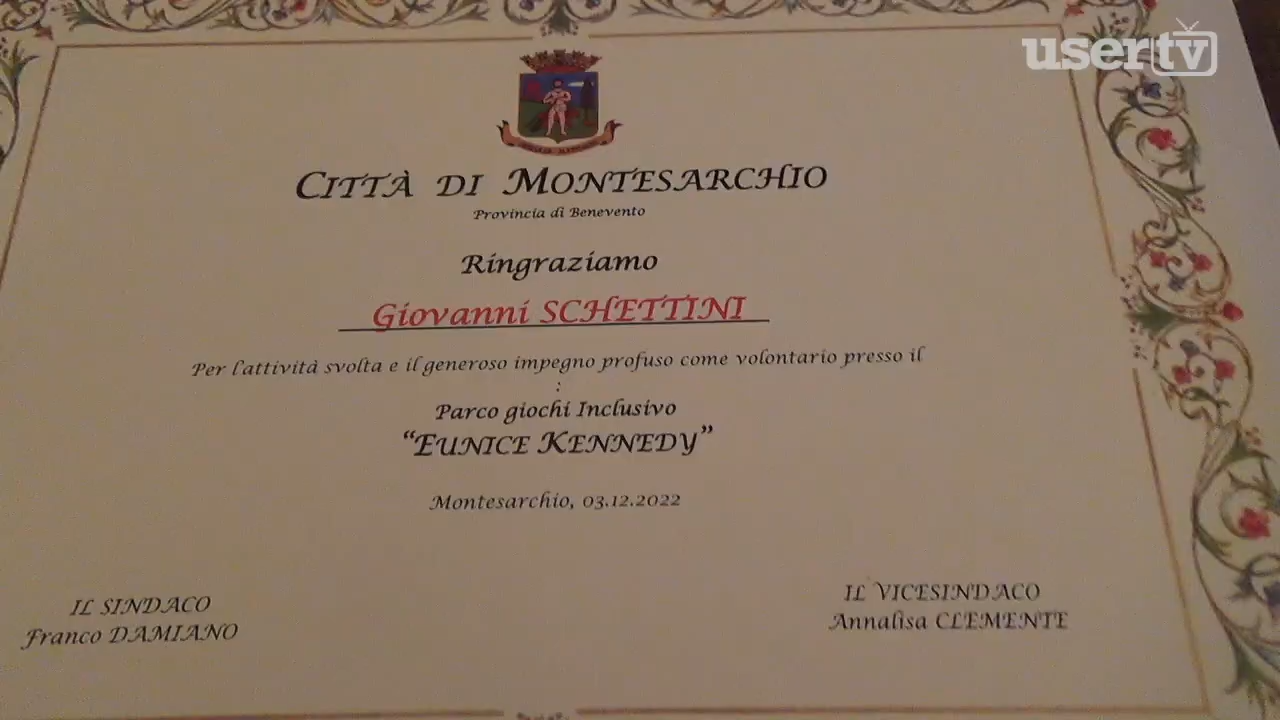 usertv
CITTÀ DI MONTESARCHIO
Provincia di Benevento
Ringraziamo
Giovanni SCHETTINI
Per l'attività svolta e il generoso impegno profuso come volontario presso il
:
Parco giochi Inclusivo
“EUNICE KENNEDY”
Montesarchio, 03.12.2022
IL SINDACO
Franco DAMIANO
IL VICESINDACO
Annalisa CLEMENTE